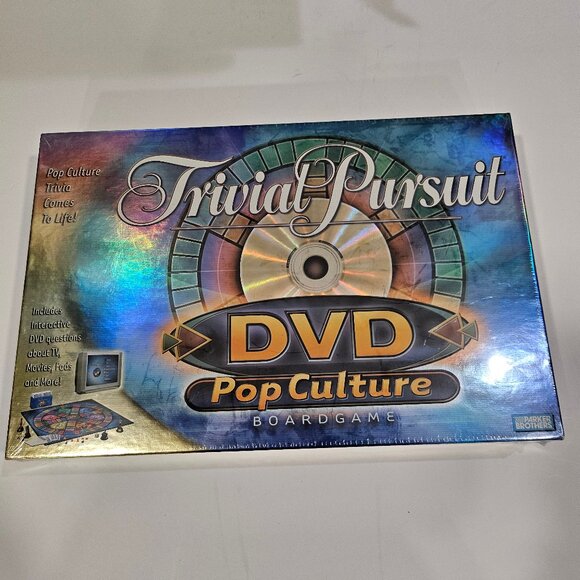 Pop Culture
Trivia
Comes
To Life!
Trivial Pursuit
Includes
Interactive
DVD questions
about TV,
Movies, Fads
and More!
DVD
Pop Culture
BOARDGAME
PARKER
BROTHERS